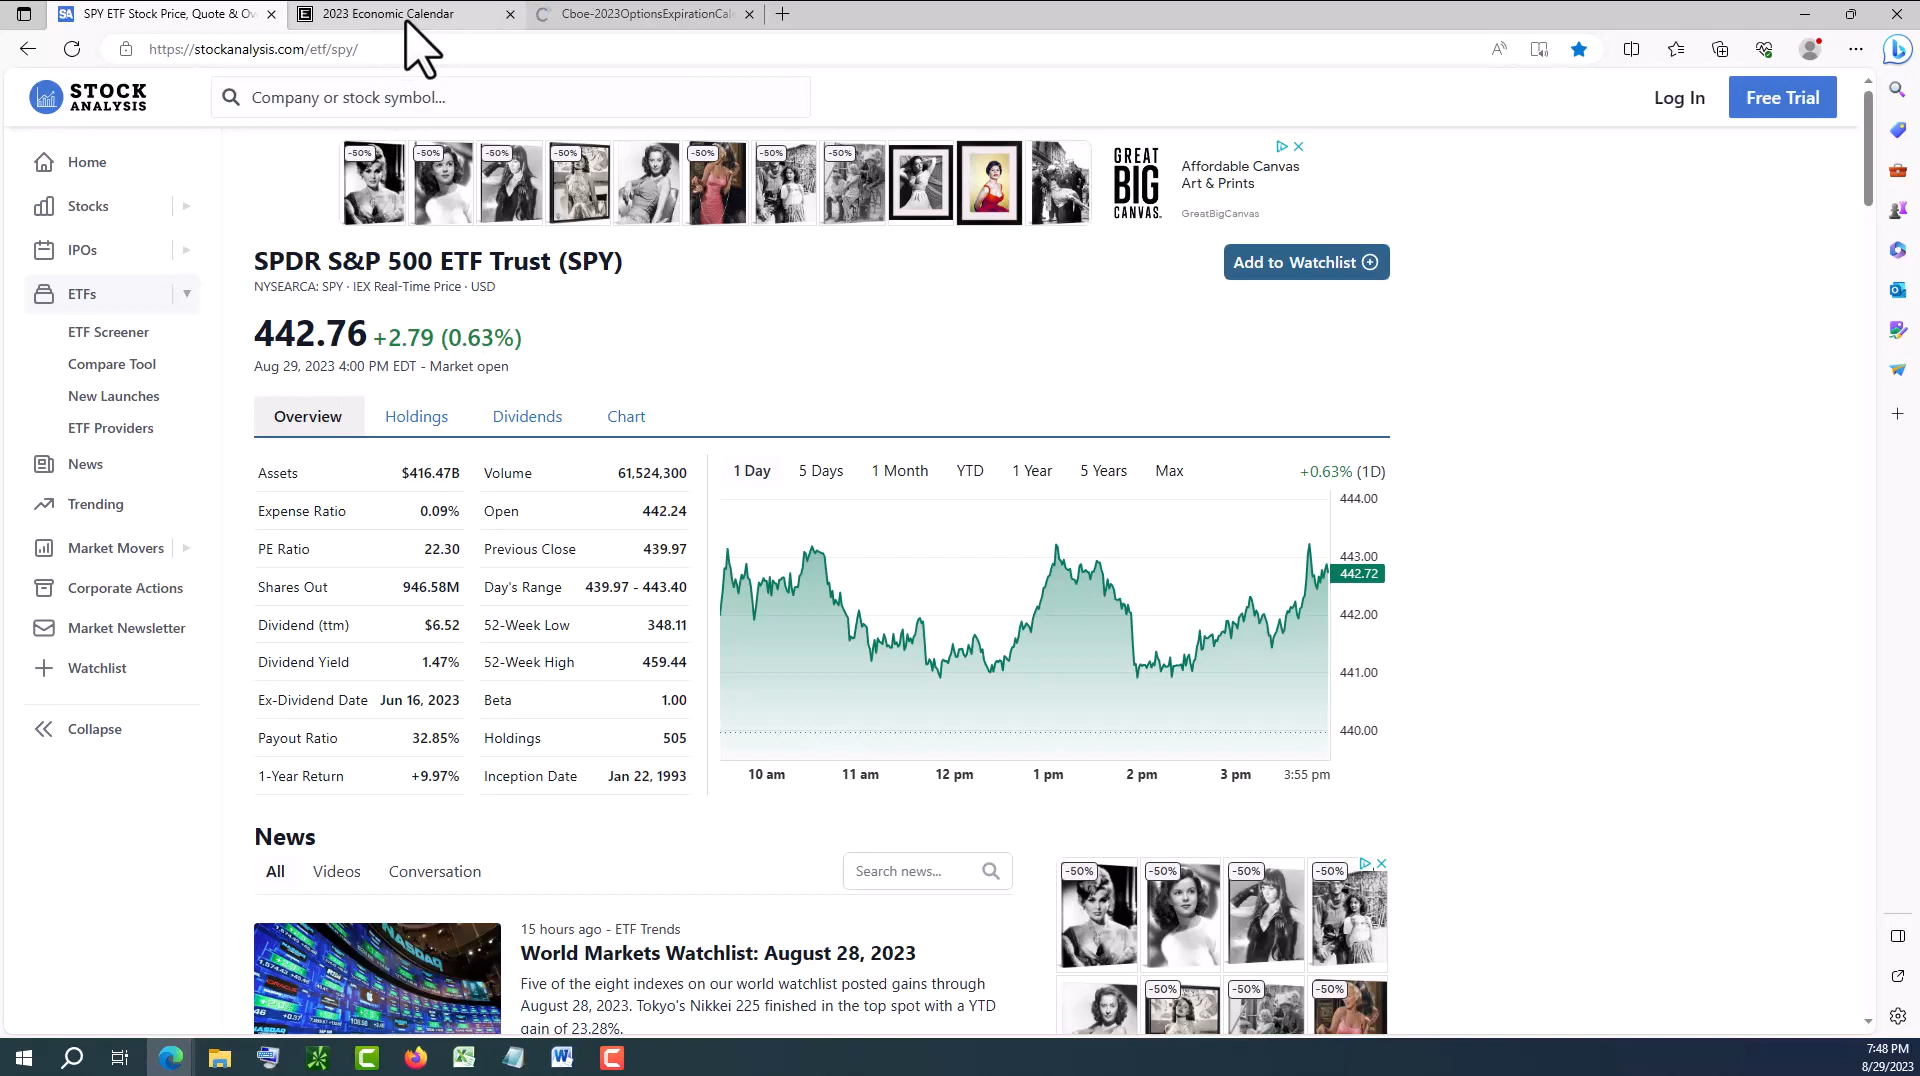 SPY ETF Stock Price, Quote & Ov
2023 Economic Calendar
Cboe-2023OptionsExpirationCale
https://stockanalysis.com/etf/spy/
STOCK
ANALYSIS
Company or stock symbol...
Log In
Free Trial
Home
Stocks
IPOs
ETFs
ETF Screener
Compare Tool
New Launches
ETF Providers
News
Trending
Market Movers
Corporate Actions
Market Newsletter
Watchlist
Collapse
-50% -50% -50% -50% -50% -50% -50%
GREAT
BIG
CANVAS.
Affordable Canvas
Art & Prints
GreatBigCanvas
SPDR S&P 500 ETF Trust (SPY)
Add to Watchlist
NYSEARCA: SPY · IEX Real-Time Price · USD
442.76 +2.79 (0.63%)
Aug 29, 2023 4:00 PM EDT - Market open
Overview Holdings Dividends Chart
Assets $416.47B Volume 61,524,300
Expense Ratio 0.09% Open 442.24
PE Ratio 22.30 Previous Close 439.97
Shares Out 946.58M Day's Range 439.97 - 443.40
Dividend (ttm) $6.52 52-Week Low 348.11
Dividend Yield 1.47% 52-Week High 459.44
Ex-Dividend Date Jun 16, 2023 Beta 1.00
Payout Ratio 32.85% Holdings 505
1-Year Return +9.97% Inception Date Jan 22, 1993
1 Day 5 Days 1 Month YTD 1 Year 5 Years Max +0.63% (1D)
444.00
443.00
442.72
442.00
441.00
440.00
10 am 11 am 12 pm 1 pm 2 pm 3 pm 3:55 pm
News
All Videos Conversation
Search news...
NASDAQ
15 hours ago - ETF Trends
World Markets Watchlist: August 28, 2023
Five of the eight indexes on our world watchlist posted gains through
August 28, 2023. Tokyo's Nikkei 225 finished in the top spot with a YTD
gain of 23.28%.
-50% -50% -50% -50%
-50% -50% -50%
7:48 PM
8/29/2023